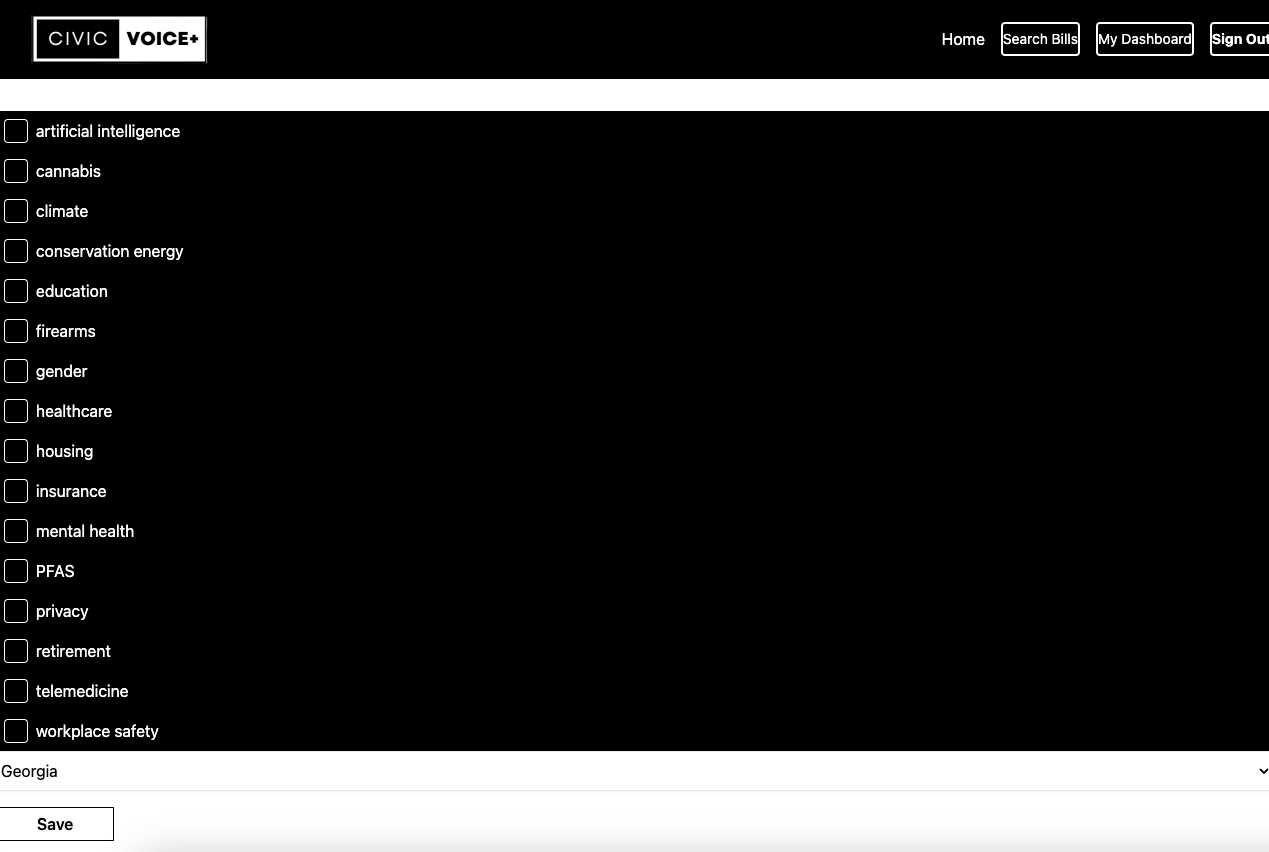 CIVIC VOICE+ Home Search Bills My Dashboard Sign Out
artificial intelligence
cannabis
climate
conservation energy
education
firearms
gender
healthcare
housing
insurance
mental health
PFAS
privacy
retirement
telemedicine
workplace safety
Georgia
Save